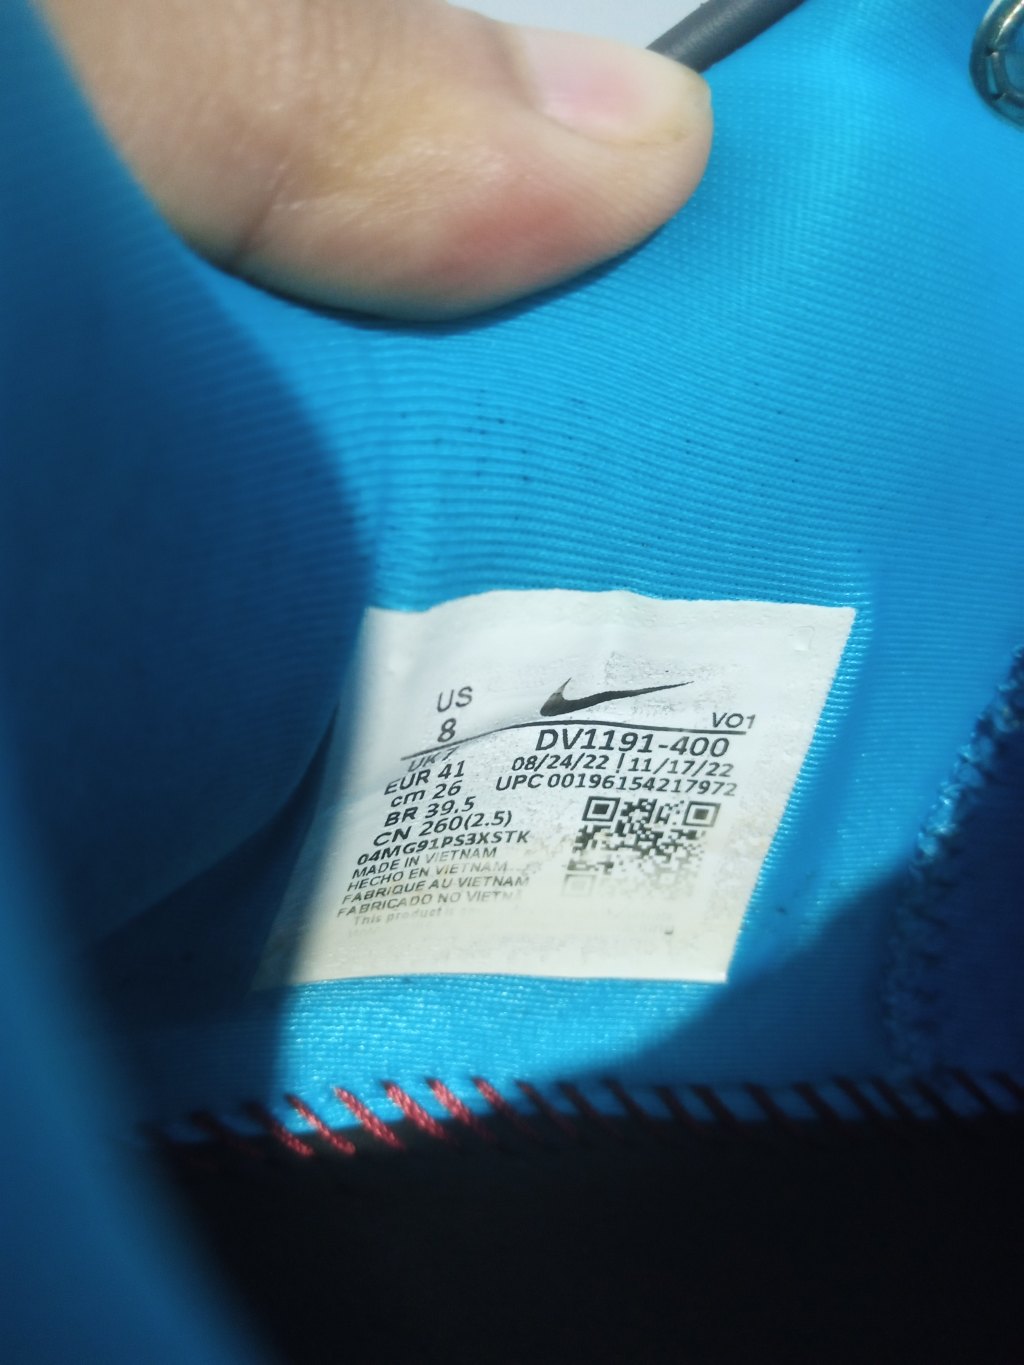 US
8
UK 7
EUR 41
cm 26
BR 39.5
CN 260(2.5)
04MG91PS3XSTK
MADE IN VIETNAM
HECHO EN VIETNAM
FABRIQUE AU VIETNAM
FABRICADO NO VIETNA
This product
VO1
DV1191-400
08/24/22 | 11/17/22
UPC 00196154217972